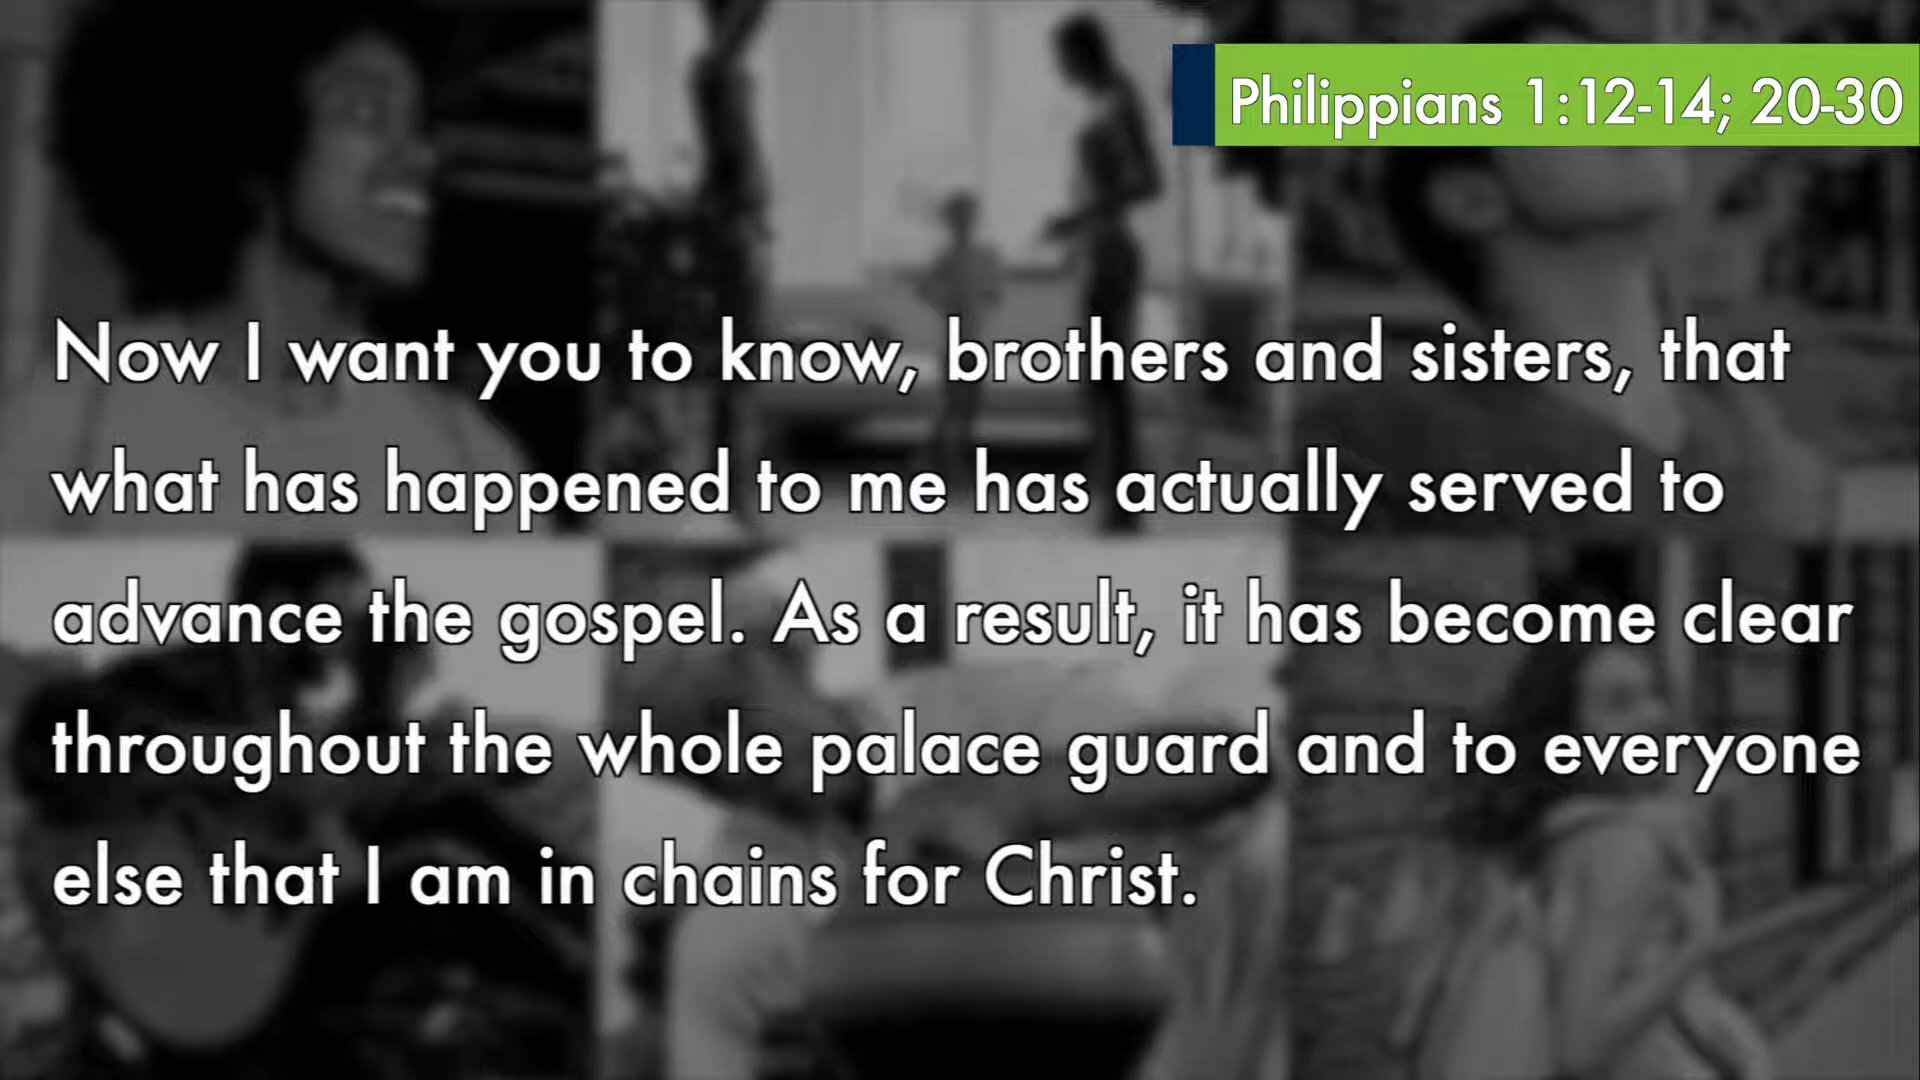 Philippians 1:12-14; 20-30
Now I want you to know, brothers and sisters, that
what has happened to me has actually served to
advance the gospel. As a result, it has become clear
throughout the whole palace guard and to everyone
else that I am in chains for Christ.